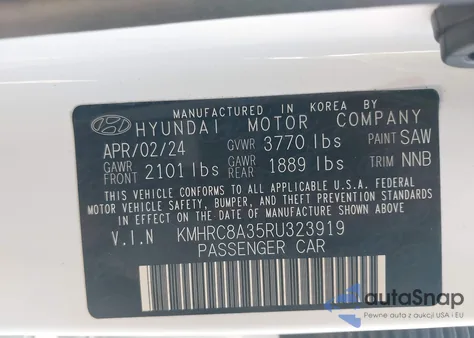 MANUFACTURED IN KOREA BY
HYUNDAI MOTOR COMPANY
APR/02/24 GVWR 3770 lbs PAINT SAW
GAWR FRONT 2101 lbs GAWR REAR 1889 lbs TRIM NNB
THIS VEHICLE CONFORMS TO ALL APPLICABLE U.S.A. FEDERAL
MOTOR VEHICLE SAFETY, BUMPER, AND THEFT PREVENTION STANDARDS
IN EFFECT ON THE DATE OF MANUFACTURE SHOWN ABOVE.
V.I.N KMHRC8A35RU323919
PASSENGER CAR
autoSnap
Pewne auta z aukcji USA i EU